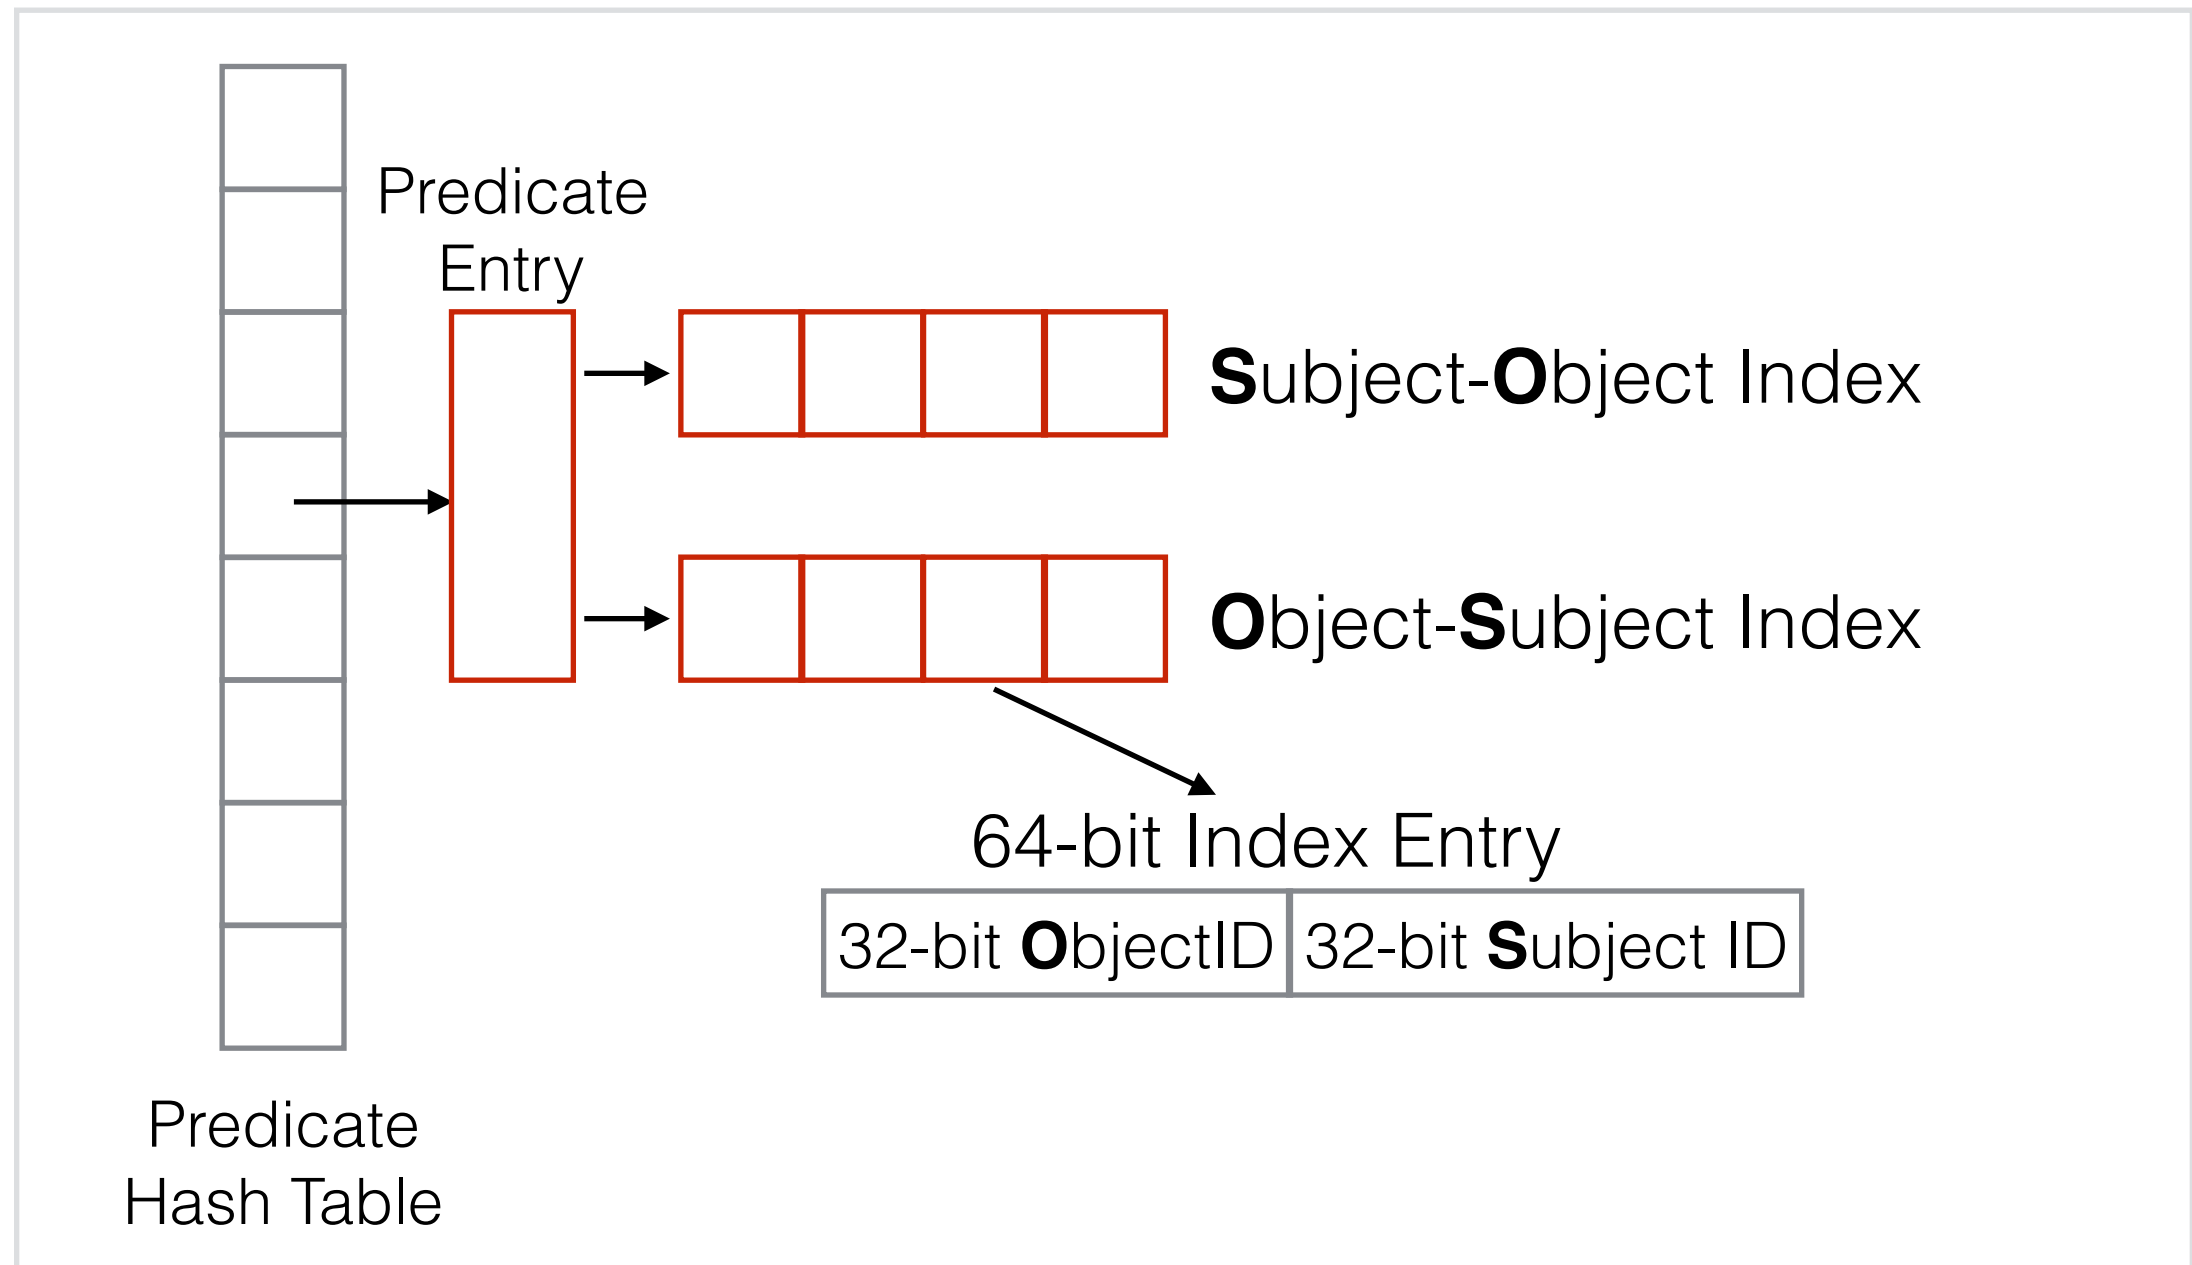 Predicate
Entry
Subject-Object Index
Object-Subject Index
64-bit Index Entry
32-bit ObjectID
32-bit Subject ID
Predicate
Hash Table